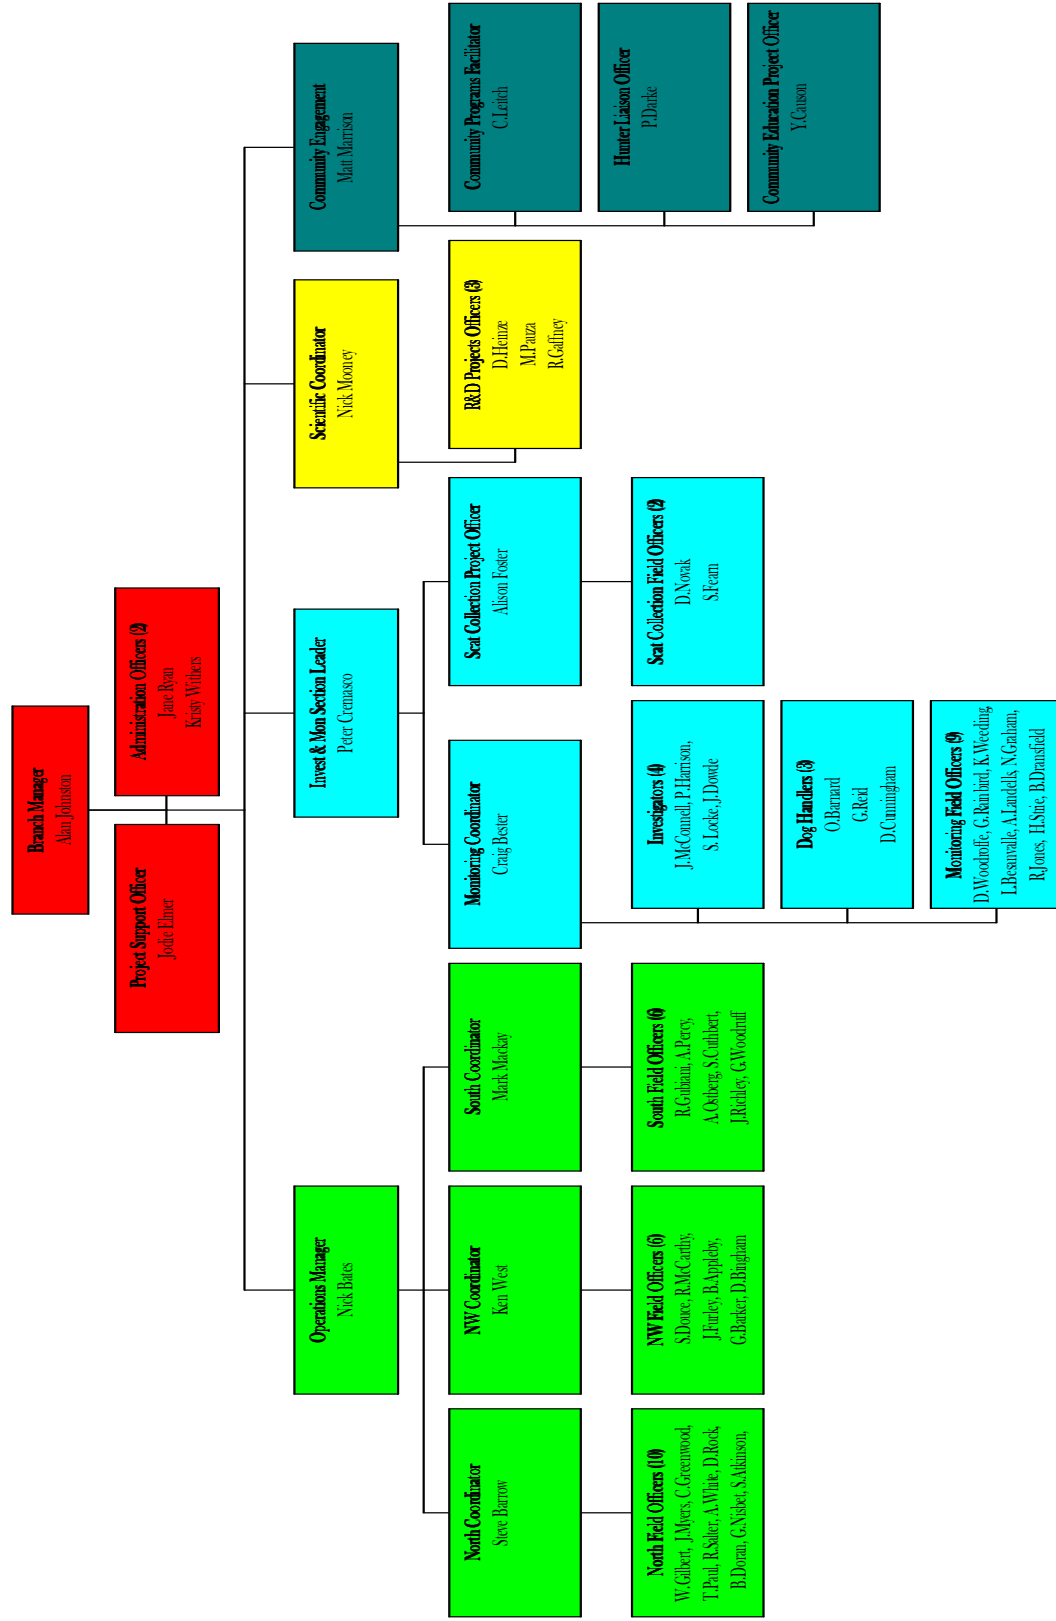 Branch Manager
Alan Johnston
Project Support Officer
Jodie Elmer
Administration Officers (2)
Jane Ryan
Kristy Withers
Operations Manager
Nick Bates
Invest & Mon Section Leader
Peter Cremasco
Scientific Coordinator
Nick Mooney
Community Engagement
Matt Marrison
North Coordinator
Steve Barrow
NW Coordinator
Ken West
South Coordinator
Mark Mackay
Monitoring Coordinator
Craig Bester
Scat Collection Project Officer
Alison Foster
R&D Projects Officers (3)
D.Heinze
M.Pauza
R.Gaffney
Community Programs Facilitator
C.Leitch
Hunter Liaison Officer
P.Darke
Community Education Project Officer
Y.Causon
North Field Officers (10)
W.Gilbert, J.Myers, C.Greenwood,
T.Paul, R.Salter, A.White, D.Rock,
B.Doran, G.Nisbet, S.Atkinson,
NW Field Officers (6)
S.Douce, R.McCarthy,
J.Furley, B.Appleby,
G.Barker, D.Bingham
South Field Officers (6)
R.Gubiani, A.Percy,
A.Ostberg, S.Cuthbert,
J.Richley, G.Woodruff
Investigators (4)
J.McConnell, P.Harrison,
S. Locke, J.Dowde
Dog Handlers (3)
O.Barnard
G.Reid
D.Cunningham
Monitoring Field Officers (9)
D.Woodroffe, G.Rainbird, K.Weeding,
L.Besanvalle, A.Landells, N.Graham,
R.Jones, H.Stirie, B.Dransfield
Scat Collection Field Officers (2)
D.Novak
S.Fearn